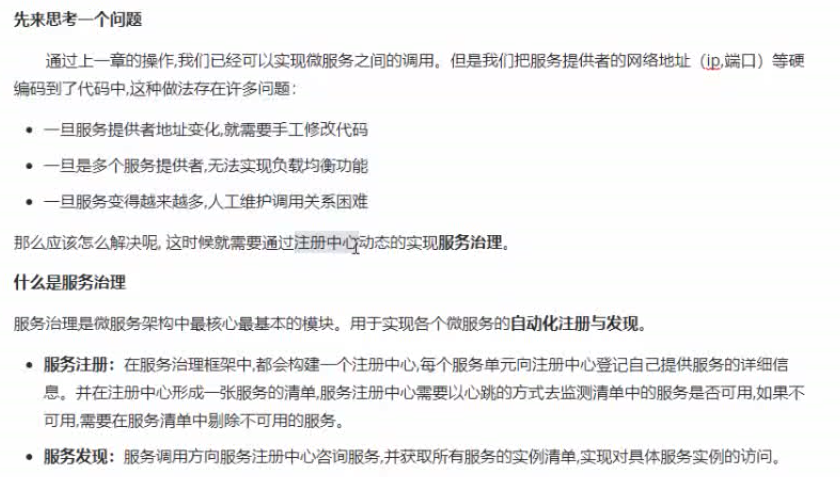 先来思考一个问题
通过上一章的操作,我们已经可以实现微服务之间的调用。但是我们把服务提供者的网络地址（ip,端口）等硬
编码到了代码中,这种做法存在许多问题：
一旦服务提供者地址变化,就需要手工修改代码
一旦是多个服务提供者,无法实现负载均衡功能
一旦服务变得越来越多,人工维护调用关系困难
那么应该怎么解决呢, 这时候就需要通过注册中心动态的实现服务治理。
什么是服务治理
服务治理是微服务架构中最核心最基本的模块。用于实现各个微服务的自动化注册与发现。
服务注册：在服务治理框架中,都会构建一个注册中心,每个服务单元向注册中心登记自己提供服务的详细信
息。并在注册中心形成一张服务的清单,服务注册中心需要以心跳的方式去监测清单中的服务是否可用,如果不
可用,需要在服务清单中剔除不可用的服务。
服务发现：服务调用方向服务注册中心咨询服务,并获取所有服务的实例清单,实现对具体服务实例的访问。